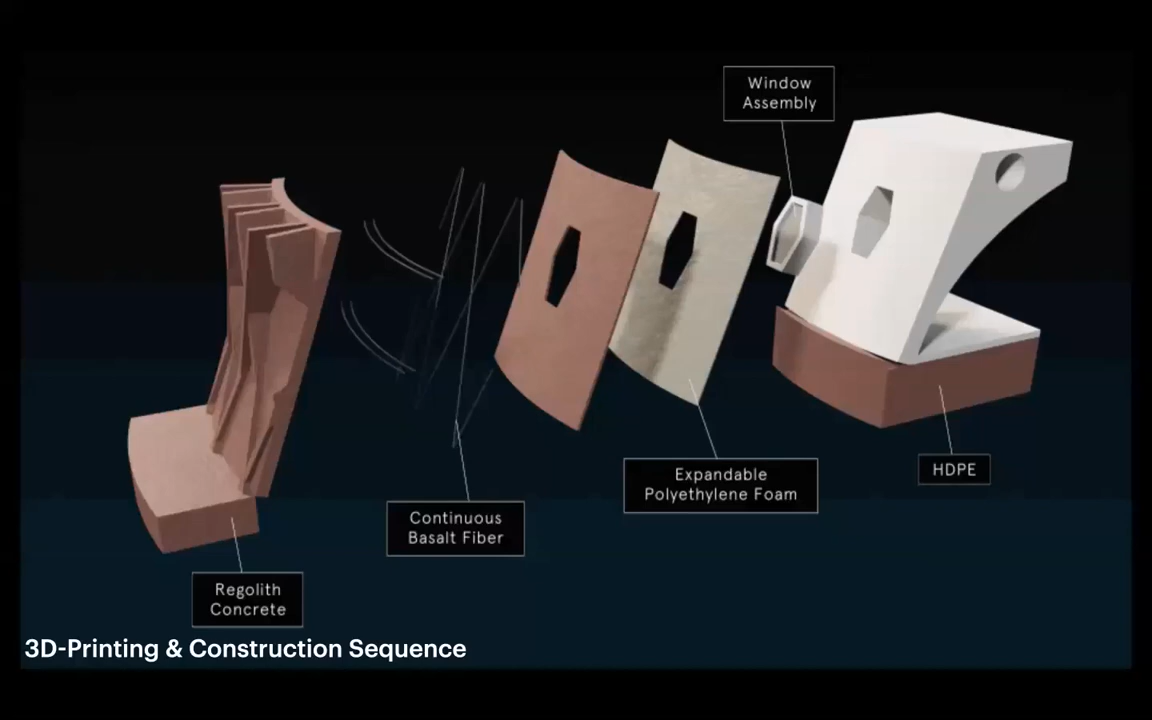 Window
Assembly
HDPE
Expandable
Polyethylene Foam
Continuous
Basalt Fiber
Regolith
Concrete
3D-Printing & Construction Sequence